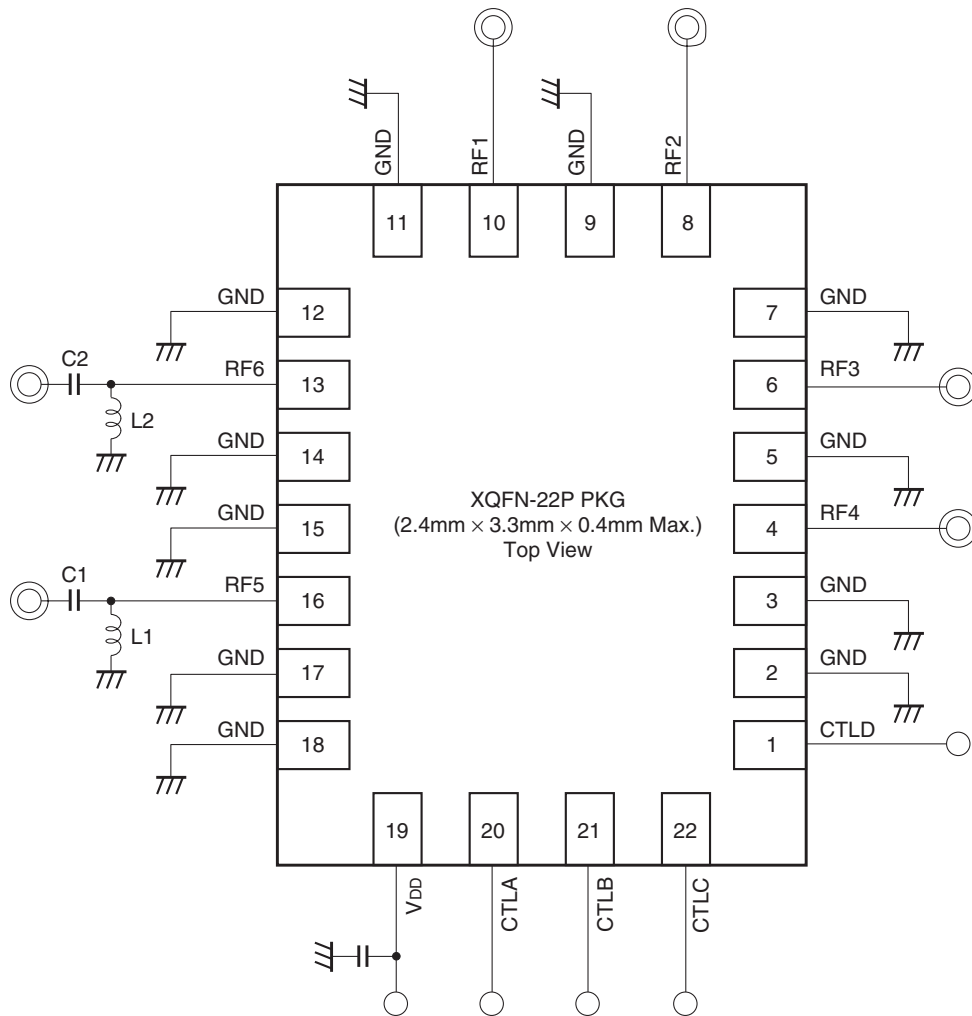 GND
RF1
GND
RF2
11
10
9
8
GND
12
7
GND
C2
RF6
13
6
RF3
L2
GND
14
5
GND
XQFN-22P PKG
(2.4mm × 3.3mm × 0.4mm Max.)
Top View
GND
15
4
RF4
C1
RF5
16
3
GND
L1
GND
17
2
GND
GND
18
1
CTLD
19
20
21
22
VDD
CTLA
CTLB
CTLC